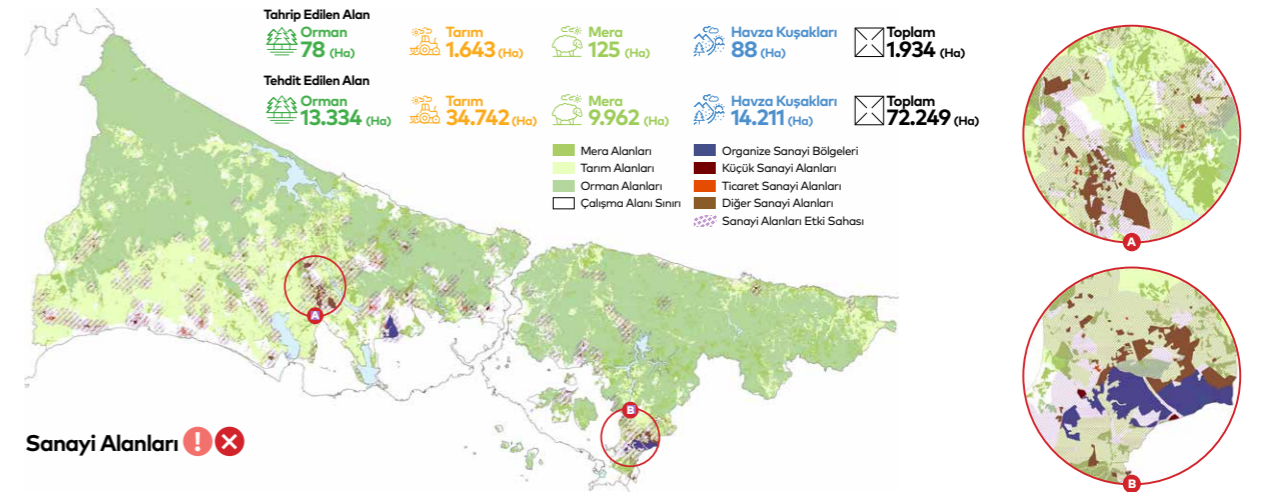 Tahrip Edilen Alan
Orman
78 (Ha)
Tarım
1.643 (Ha)
Mera
125 (Ha)
Havza Kuşakları
88 (Ha)
Toplam
1.934 (Ha)
Tehdit Edilen Alan
Orman
13.334 (Ha)
Tarım
34.742 (Ha)
Mera
9.962 (Ha)
Havza Kuşakları
14.211 (Ha)
Toplam
72.249 (Ha)
Mera Alanları
Tarım Alanları
Orman Alanları
Çalışma Alanı Sınırı
Organize Sanayi Bölgeleri
Küçük Sanayi Alanları
Ticaret Sanayi Alanları
Diğer Sanayi Alanları
Sanayi Alanları Etki Sahası
A
B
Sanayi Alanları
A
B